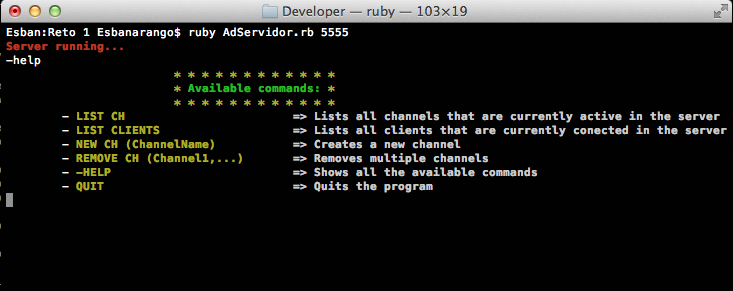 Developer — ruby — 103×19
Esban:Reto 1 Esbanarango$ ruby AdServidor.rb 5555
Server running...
-help
* * * * * * * * * * * *
* Available commands: *
* * * * * * * * * * * *
- LIST CH => Lists all channels that are currently active in the server
- LIST CLIENTS => Lists all clients that are currently conected in the server
- NEW CH (ChannelName) => Creates a new channel
- REMOVE CH (Channel1,...) => Removes multiple channels
- -HELP => Shows all the available commands
- QUIT => Quits the program